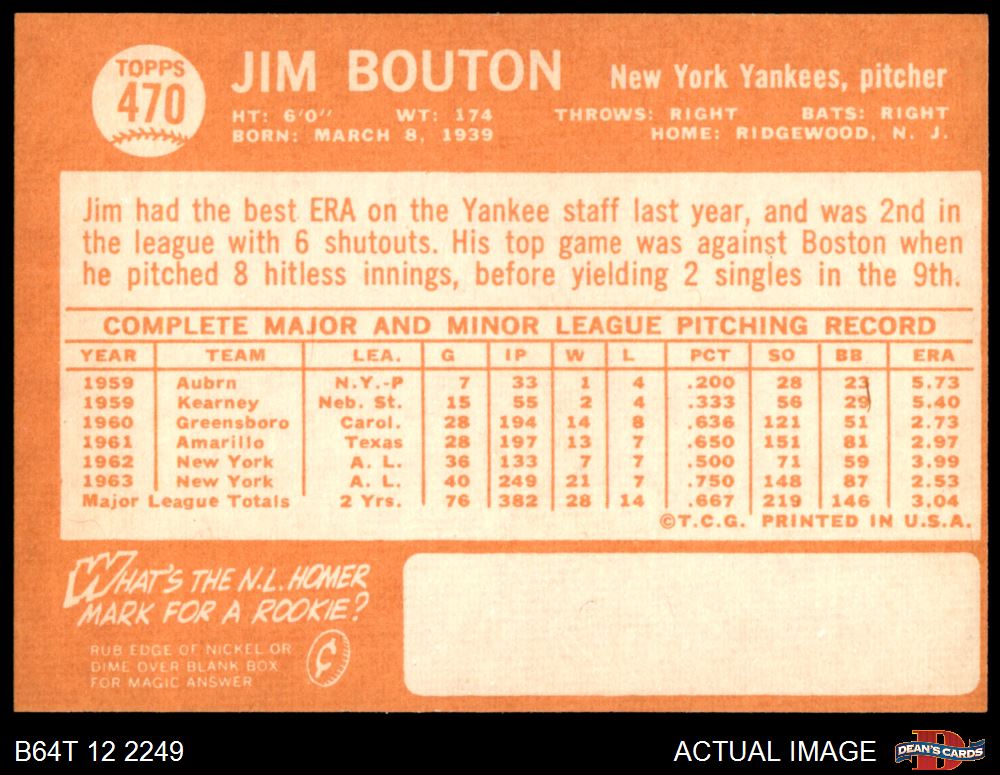 TOPPS
470
JIM BOUTON
New York Yankees, pitcher
HT: 6'0" WT: 174 THROWS: RIGHT BATS: RIGHT
BORN: MARCH 8, 1939 HOME: RIDGEWOOD, N. J.
Jim had the best ERA on the Yankee staff last year, and was 2nd in
the league with 6 shutouts. His top game was against Boston when
he pitched 8 hitless innings, before yielding 2 singles in the 9th.
COMPLETE MAJOR AND MINOR LEAGUE PITCHING RECORD
YEAR TEAM LEA. G IP W L PCT SO BB ERA
1959 Aubrn N.Y.-P 7 33 1 4 .200 28 23 5.73
1959 Kearney Neb. St. 15 55 2 4 .333 56 29 5.40
1960 Greensboro Carol. 28 194 14 8 .636 121 51 2.73
1961 Amarillo Texas 28 197 13 7 .650 151 81 2.97
1962 New York A. L. 36 133 7 7 .500 71 59 3.99
1963 New York A. L. 40 249 21 7 .750 148 87 2.53
Major League Totals 2 Yrs. 76 382 28 14 .667 219 146 3.04
©T.C.G. PRINTED IN U.S.A.
WHAT'S THE N.L. HOMER
MARK FOR A ROOKIE?
RUB EDGE OF NICKEL OR
DIME OVER BLANK BOX
FOR MAGIC ANSWER
¢
B64T 12 2249
ACTUAL IMAGE
DEAN'S CARDS